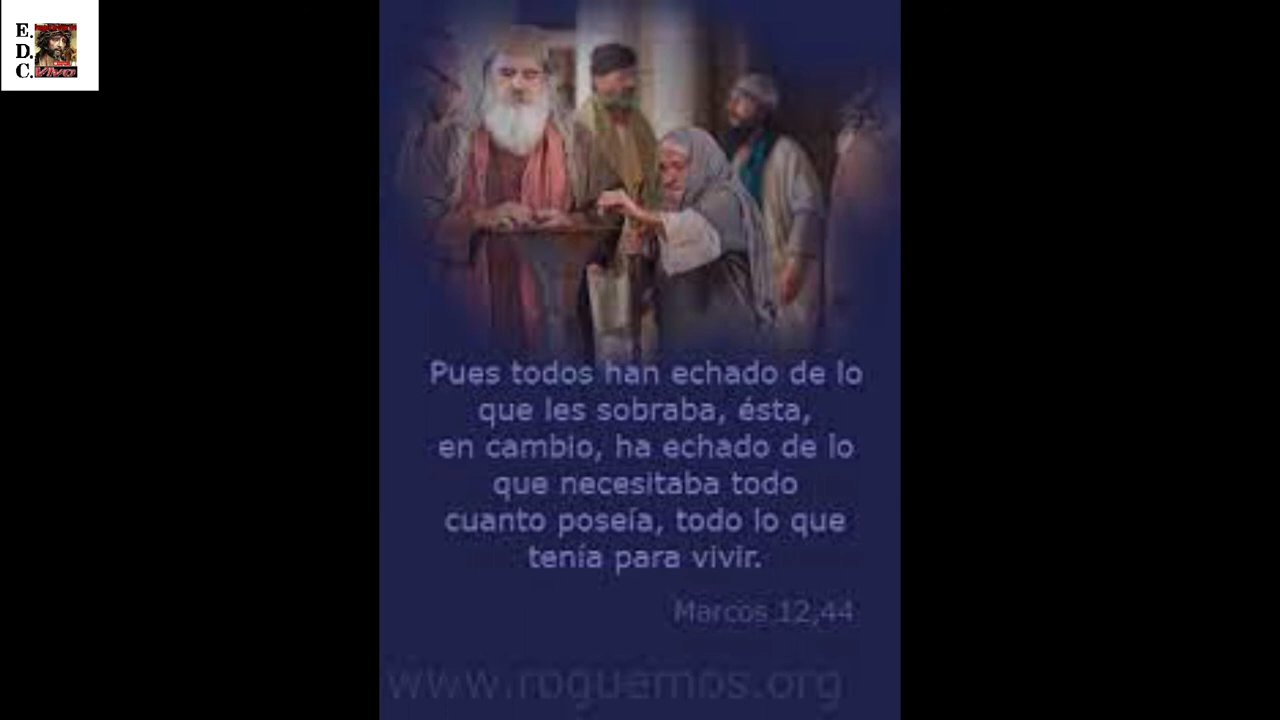 E.
D.
C. Vivo
Pues todos han echado de lo
que les sobraba, ésta,
en cambio, ha echado de lo
que necesitaba todo
cuanto poseía, todo lo que
tenía para vivir.
Marcos 12,44
www.roguemos.org